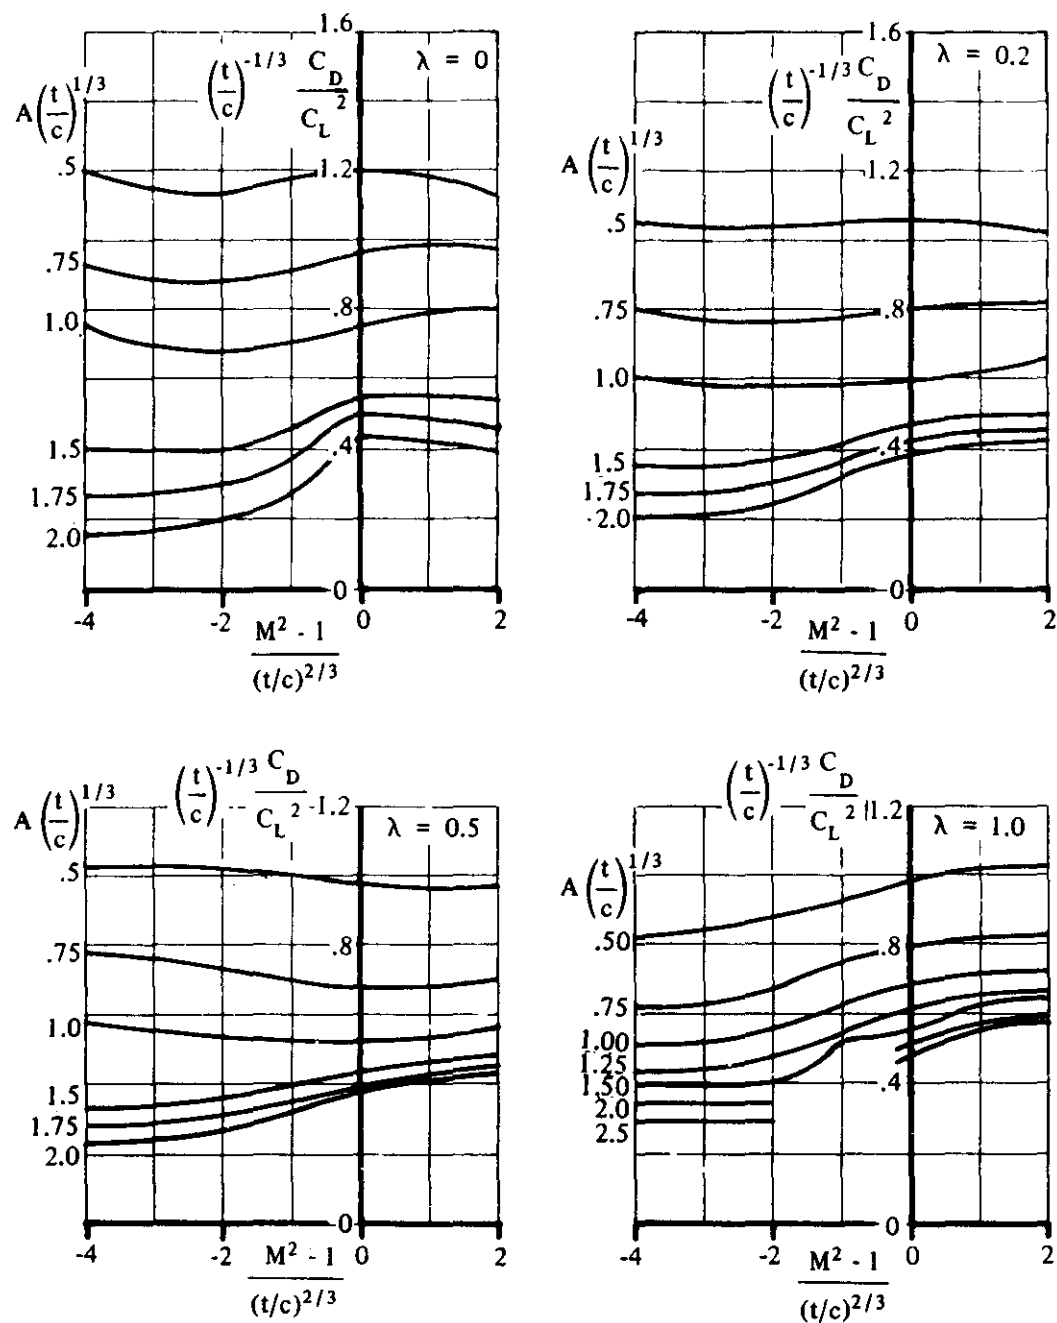 1.6
(t/c)^-1/3 C_D/C_L^2
λ = 0
A(t/c)^1/3
.5
1.2
.75
.8
1.0
1.5
.4
1.75
2.0
0
-4 -2 0 2
M² - 1
(t/c)^2/3
1.6
λ = 0.2
(t/c)^-1/3 C_D/C_L^2
A(t/c)^1/3
1.2
.5
.75
.8
1.0
.4
1.5
1.75
2.0
0
-4 -2 0 2
M² - 1
(t/c)^2/3
(t/c)^-1/3 C_D/C_L^2
1.2
A(t/c)^1/3
λ = 0.5
.5
.75
.8
1.0
1.5
1.75
2.0
0
-4 -2 0 2
M² - 1
(t/c)^2/3
(t/c)^-1/3 C_D/C_L^2
1.2
λ = 1.0
A(t/c)^1/3
.50
.8
.75
1.00
1.25
1.50
.4
2.0
2.5
0
-4 -2 0 2
M² - 1
(t/c)^2/3